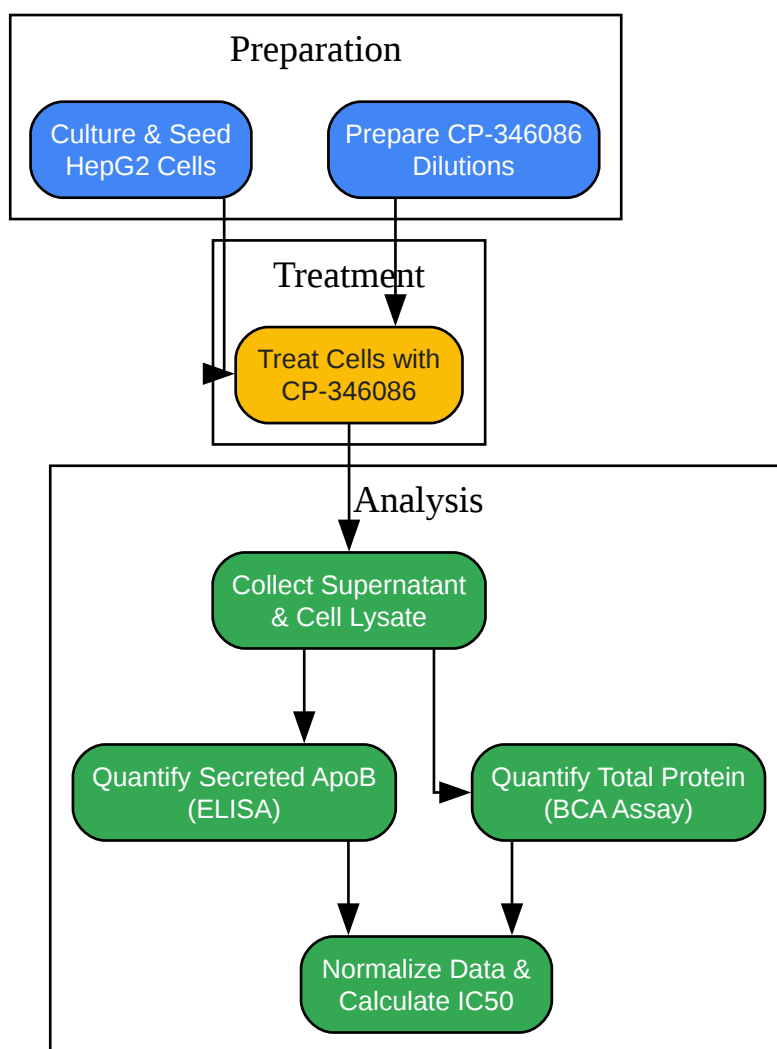 Preparation
Culture & Seed
HepG2 Cells
Prepare CP-346086
Dilutions
Treatment
Treat Cells with
CP-346086
Analysis
Collect Supernatant
& Cell Lysate
Quantify Secreted ApoB
(ELISA)
Quantify Total Protein
(BCA Assay)
Normalize Data &
Calculate IC50